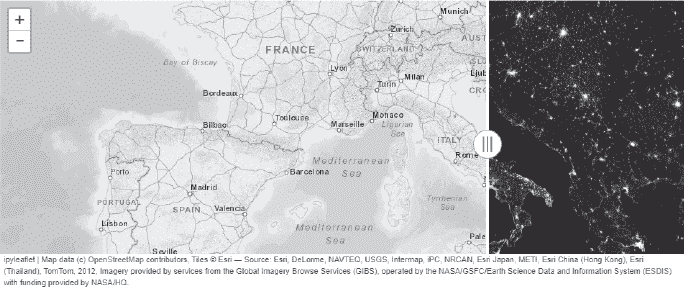 +
−
Munich
Zurich
FRANCE
SWITZERLAND
AUST
Bay of Biscay
Lyon
Milan
Ljub
Turin
CRO
Bordeaux
Toulouse
Monaco
Marseille
Ligurian
Sea
Bilbao
ITALY
Rome
Mediterranean
Sea
Porto
Barcelona
Madrid
PORTUGAL
SPAIN
Valencia
Tyrrhenian
Sea
Lisbon
Mediterranean
Sea
Pale
Seville
ipyleaflet | Map data (c) OpenStreetMap contributors, Tiles © Esri — Source: Esri, DeLorme, NAVTEQ, USGS, Intermap, iPC, NRCAN, Esri Japan, METI, Esri China (Hong Kong), Esri
(Thailand), TomTom, 2012, Imagery provided by services from the Global Imagery Browse Services (GIBS), operated by the NASA/GSFC/Earth Science Data and Information System (ESDIS)
with funding provided by NASA/HQ.